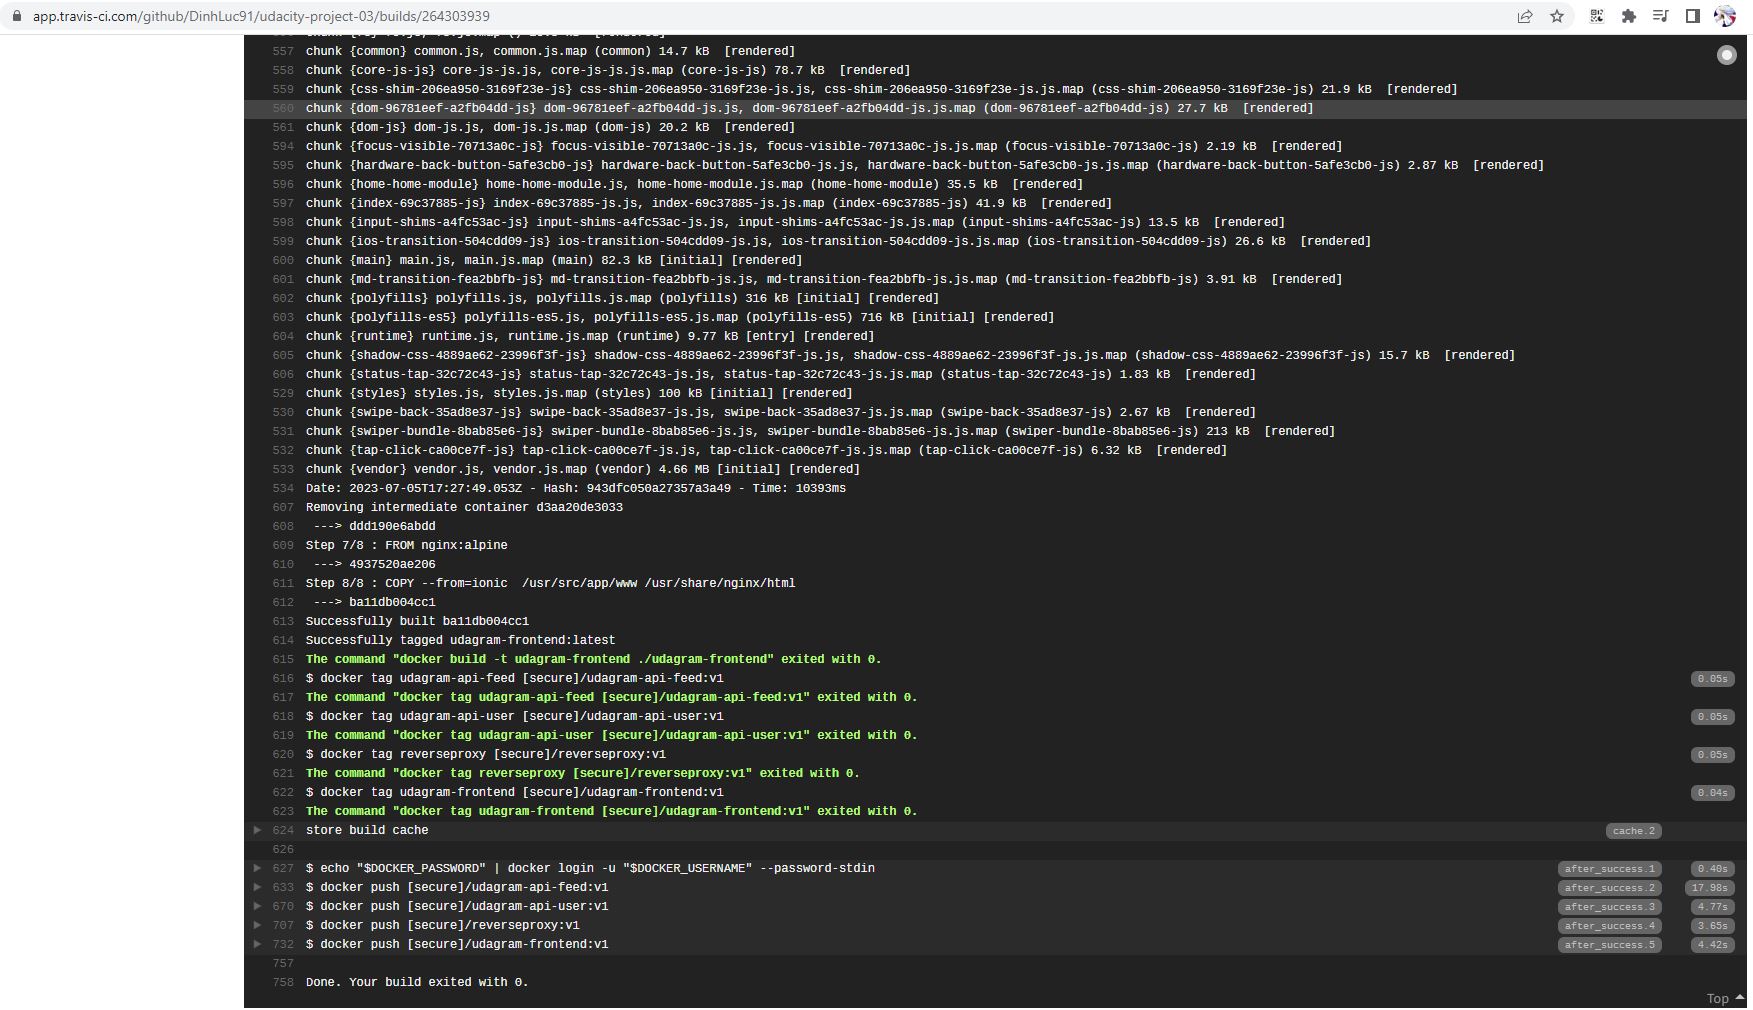 app.travis-ci.com/github/DinhLuc91/udacity-project-03/builds/264303939
557 chunk {common} common.js, common.js.map (common) 14.7 kB [rendered]
558 chunk {core-js-js} core-js-js.js, core-js-js.js.map (core-js-js) 78.7 kB [rendered]
559 chunk {css-shim-206ea950-3169f23e-js} css-shim-206ea950-3169f23e-js.js, css-shim-206ea950-3169f23e-js.js.map (css-shim-206ea950-3169f23e-js) 21.9 kB [rendered]
560 chunk {dom-96781eef-a2fb04dd-js} dom-96781eef-a2fb04dd-js.js, dom-96781eef-a2fb04dd-js.js.map (dom-96781eef-a2fb04dd-js) 27.7 kB [rendered]
561 chunk {dom-js} dom-js.js, dom-js.js.map (dom-js) 20.2 kB [rendered]
594 chunk {focus-visible-70713a0c-js} focus-visible-70713a0c-js.js, focus-visible-70713a0c-js.js.map (focus-visible-70713a0c-js) 2.19 kB [rendered]
595 chunk {hardware-back-button-5afe3cb0-js} hardware-back-button-5afe3cb0-js.js, hardware-back-button-5afe3cb0-js.js.map (hardware-back-button-5afe3cb0-js) 2.87 kB [rendered]
596 chunk {home-home-module} home-home-module.js, home-home-module.js.map (home-home-module) 35.5 kB [rendered]
597 chunk {index-69c37885-js} index-69c37885-js.js, index-69c37885-js.js.map (index-69c37885-js) 41.9 kB [rendered]
598 chunk {input-shims-a4fc53ac-js} input-shims-a4fc53ac-js.js, input-shims-a4fc53ac-js.js.map (input-shims-a4fc53ac-js) 13.5 kB [rendered]
599 chunk {ios-transition-504cdd09-js} ios-transition-504cdd09-js.js, ios-transition-504cdd09-js.js.map (ios-transition-504cdd09-js) 26.6 kB [rendered]
600 chunk {main} main.js, main.js.map (main) 82.3 kB [initial] [rendered]
601 chunk {md-transition-fea2bbfb-js} md-transition-fea2bbfb-js.js, md-transition-fea2bbfb-js.js.map (md-transition-fea2bbfb-js) 3.91 kB [rendered]
602 chunk {polyfills} polyfills.js, polyfills.js.map (polyfills) 316 kB [initial] [rendered]
603 chunk {polyfills-es5} polyfills-es5.js, polyfills-es5.js.map (polyfills-es5) 716 kB [initial] [rendered]
604 chunk {runtime} runtime.js, runtime.js.map (runtime) 9.77 kB [entry] [rendered]
605 chunk {shadow-css-4889ae62-23996f3f-js} shadow-css-4889ae62-23996f3f-js.js, shadow-css-4889ae62-23996f3f-js.js.map (shadow-css-4889ae62-23996f3f-js) 15.7 kB [rendered]
606 chunk {status-tap-32c72c43-js} status-tap-32c72c43-js.js, status-tap-32c72c43-js.js.map (status-tap-32c72c43-js) 1.83 kB [rendered]
529 chunk {styles} styles.js, styles.js.map (styles) 100 kB [initial] [rendered]
530 chunk {swipe-back-35ad8e37-js} swipe-back-35ad8e37-js.js, swipe-back-35ad8e37-js.js.map (swipe-back-35ad8e37-js) 2.67 kB [rendered]
531 chunk {swiper-bundle-8bab85e6-js} swiper-bundle-8bab85e6-js.js, swiper-bundle-8bab85e6-js.js.map (swiper-bundle-8bab85e6-js) 213 kB [rendered]
532 chunk {tap-click-ca00ce7f-js} tap-click-ca00ce7f-js.js, tap-click-ca00ce7f-js.js.map (tap-click-ca00ce7f-js) 6.32 kB [rendered]
533 chunk {vendor} vendor.js, vendor.js.map (vendor) 4.66 MB [initial] [rendered]
534 Date: 2023-07-05T17:27:49.053Z - Hash: 943dfc050a27357a3a49 - Time: 10393ms
607 Removing intermediate container d3aa20de3033
608 ---> ddd190e6abdd
609 Step 7/8 : FROM nginx:alpine
610 ---> 4937520ae206
611 Step 8/8 : COPY --from=ionic /usr/src/app/www /usr/share/nginx/html
612 ---> ba11db004cc1
613 Successfully built ba11db004cc1
614 Successfully tagged udagram-frontend:latest
615 The command "docker build -t udagram-frontend ./udagram-frontend" exited with 0.
616 $ docker tag udagram-api-feed [secure]/udagram-api-feed:v1 0.05s
617 The command "docker tag udagram-api-feed [secure]/udagram-api-feed:v1" exited with 0.
618 $ docker tag udagram-api-user [secure]/udagram-api-user:v1 0.05s
619 The command "docker tag udagram-api-user [secure]/udagram-api-user:v1" exited with 0.
620 $ docker tag reverseproxy [secure]/reverseproxy:v1 0.05s
621 The command "docker tag reverseproxy [secure]/reverseproxy:v1" exited with 0.
622 $ docker tag udagram-frontend [secure]/udagram-frontend:v1 0.04s
623 The command "docker tag udagram-frontend [secure]/udagram-frontend:v1" exited with 0.
624 store build cache cache.2
626
627 $ echo "$DOCKER_PASSWORD" | docker login -u "$DOCKER_USERNAME" --password-stdin after_success.1 0.40s
633 $ docker push [secure]/udagram-api-feed:v1 after_success.2 17.98s
670 $ docker push [secure]/udagram-api-user:v1 after_success.3 4.77s
707 $ docker push [secure]/reverseproxy:v1 after_success.4 3.65s
732 $ docker push [secure]/udagram-frontend:v1 after_success.5 4.42s
757
758 Done. Your build exited with 0.
Top